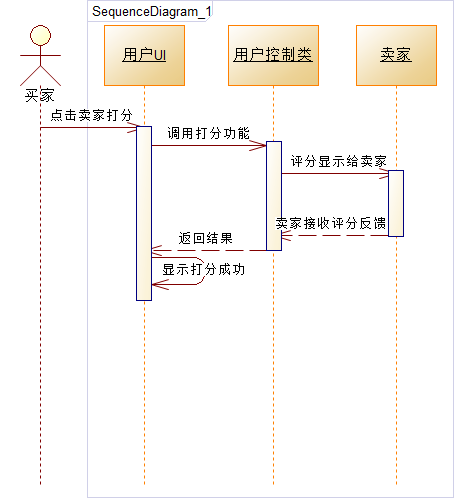 SequenceDiagram_1
用户UI
用户控制类
卖家
买家
点击卖家打分
调用打分功能
评分显示给卖家
卖家接收评分反馈
返回结果
显示打分成功